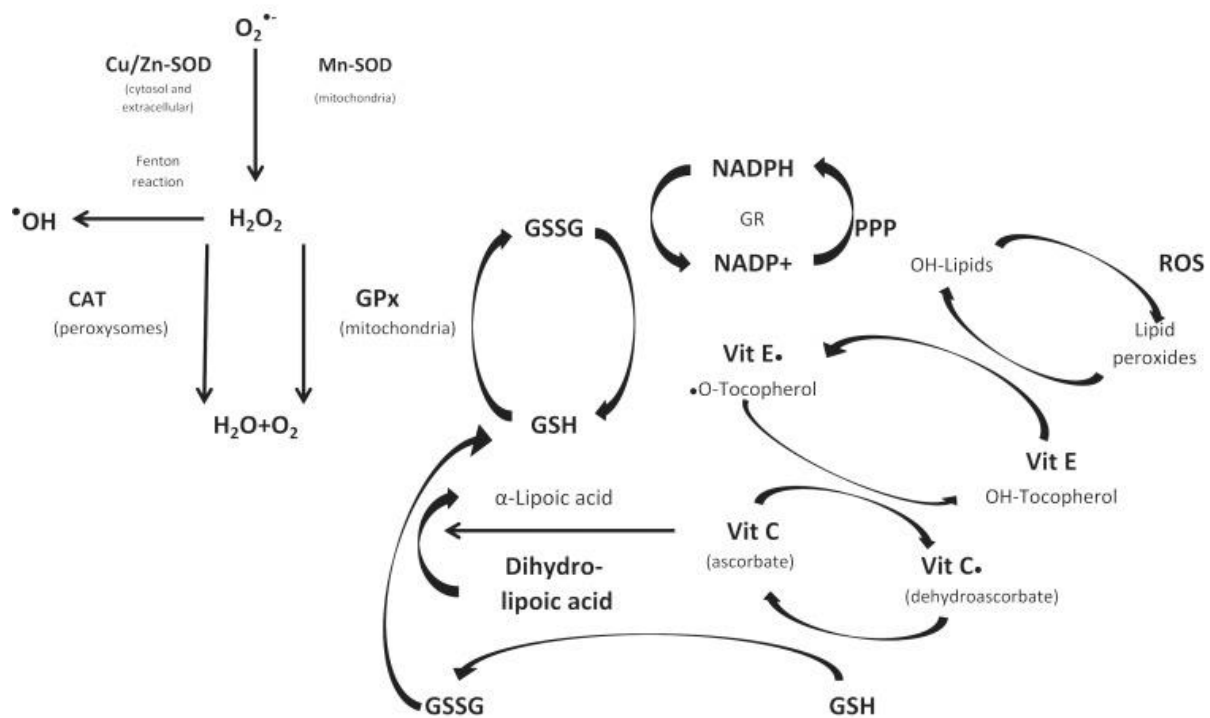 O₂•-
Cu/Zn-SOD
(cytosol and
extracellular)
Mn-SOD
(mitochondria)
Fenton
reaction
•OH
H₂O₂
CAT
(peroxysomes)
GPx
(mitochondria)
H₂O+O₂
GSSG
GSH
NADPH
GR
PPP
NADP+
OH-Lipids
ROS
Lipid
peroxides
Vit E•
•O-Tocopherol
Vit E
OH-Tocopherol
α-Lipoic acid
Dihydro-
lipoic acid
Vit C
(ascorbate)
Vit C•
(dehydroascorbate)
GSSG
GSH